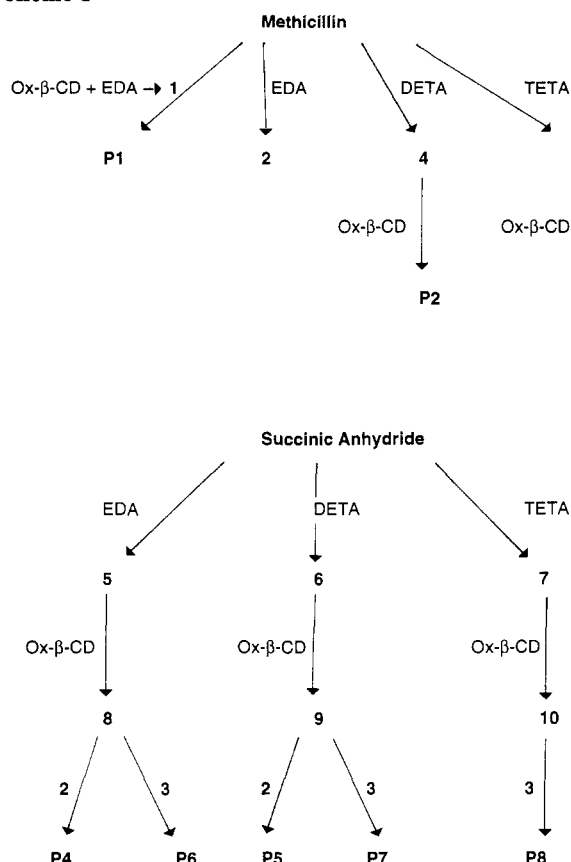 Methicillin
Ox-β-CD + EDA → 1
EDA
DETA
TETA
P1
2
4
Ox-β-CD
Ox-β-CD
P2
Succinic Anhydride
EDA
DETA
TETA
5
6
7
Ox-β-CD
Ox-β-CD
Ox-β-CD
8
9
10
2
3
2
3
3
P4
P6
P5
P7
P8